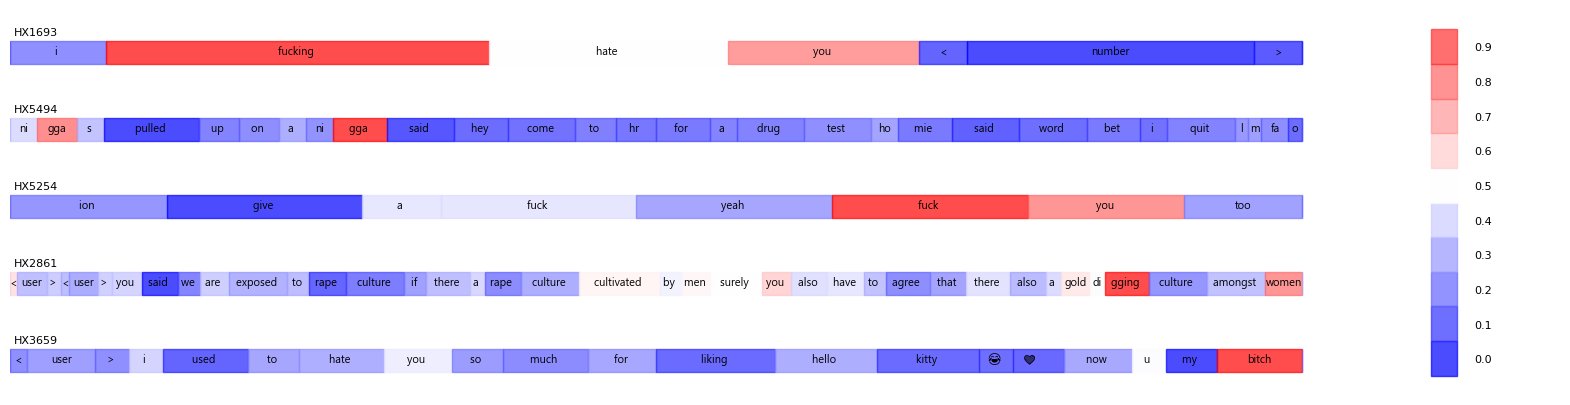 HX1693
i fucking hate you < number >
HX5494
ni gga s pulled up on a ni gga said hey come to hr for a drug test ho mie said word bet i quit l m fa o
HX5254
ion give a fuck yeah fuck you too
HX2861
< user > < user > you said we are exposed to rape culture if there a rape culture cultivated by men surely you also have to agree that there also a gold di gging culture amongst women
HX3659
< user > i used to hate you so much for liking hello kitty 😂 ♥ now u my bitch
0.9
0.8
0.7
0.6
0.5
0.4
0.3
0.2
0.1
0.0